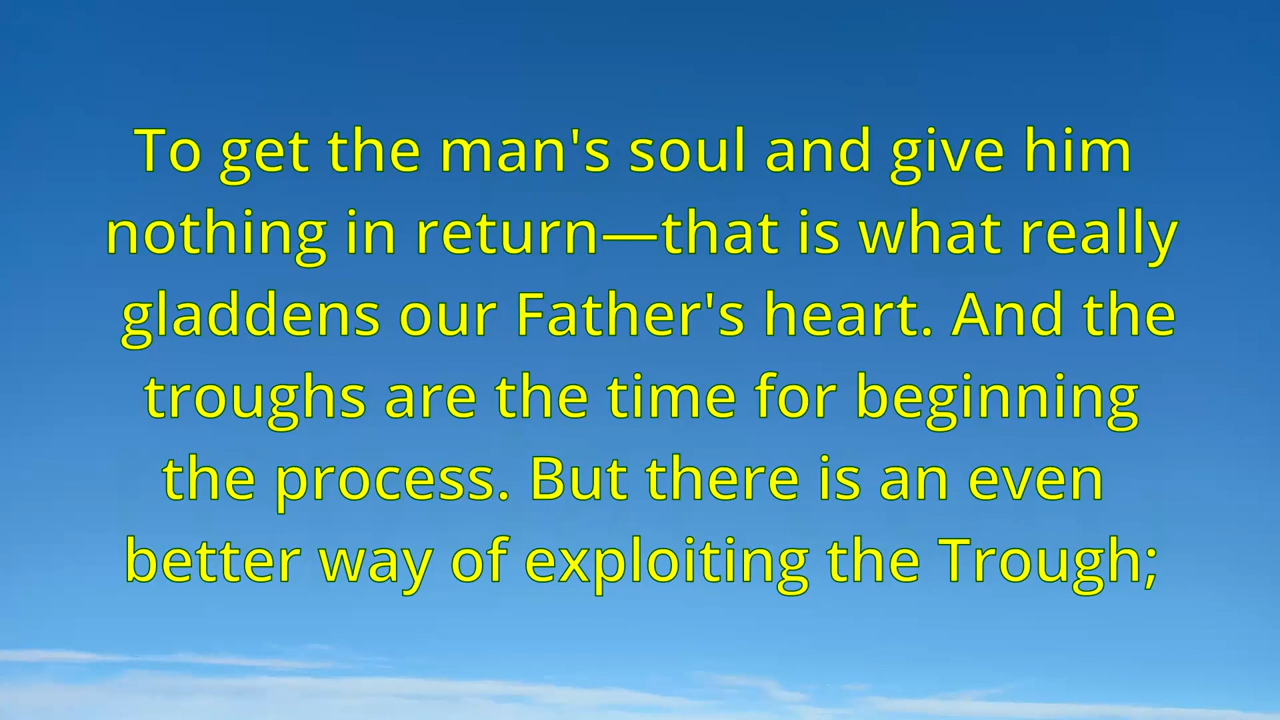 To get the man's soul and give him
nothing in return—that is what really
gladdens our Father's heart. And the
troughs are the time for beginning
the process. But there is an even
better way of exploiting the Trough;